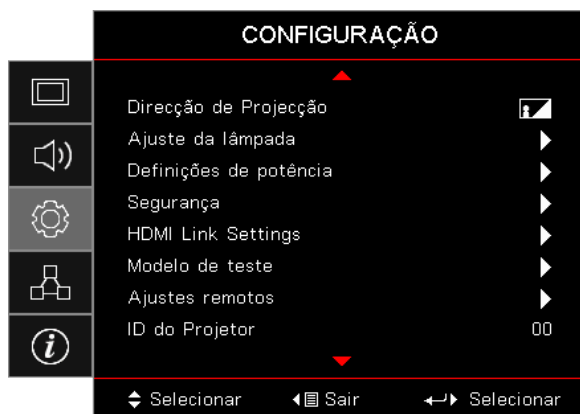 CONFIGURAÇÃO
Direcção de Projecção
Ajuste da lâmpada
Definições de potência
Segurança
HDMI Link Settings
Modelo de teste
Ajustes remotos
ID do Projetor 00
Selecionar Sair Selecionar